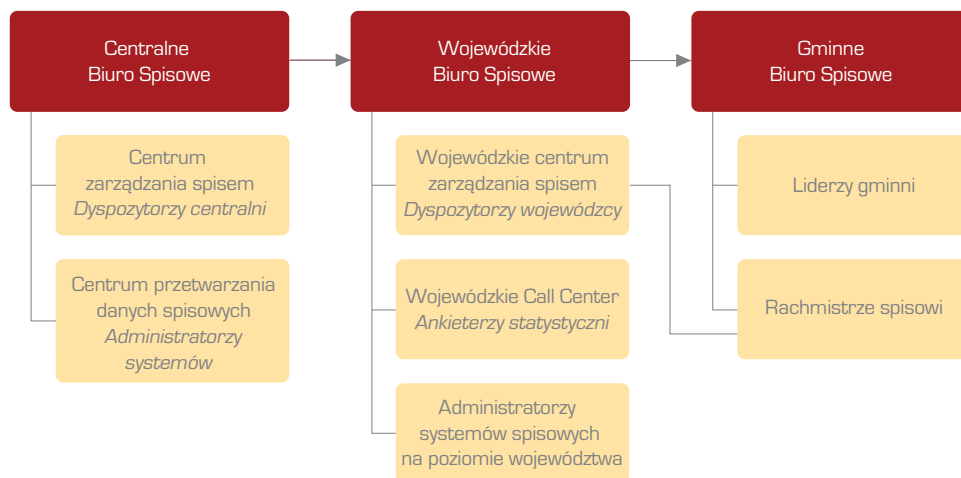 Centralne
Biuro Spisowe
Centrum
zarządzania spisem
Dyspozytorzy centralni
Centrum przetwarzania
danych spisowych
Administratorzy
systemów
Wojewódzkie
Biuro Spisowe
Wojewódzkie centrum
zarządzania spisem
Dyspozytorzy wojewódzcy
Wojewódzkie Call Center
Ankieterzy statystyczni
Administratorzy
systemów spisowych
na poziomie województwa
Gminne
Biuro Spisowe
Liderzy gminni
Rachmistrze spisowi